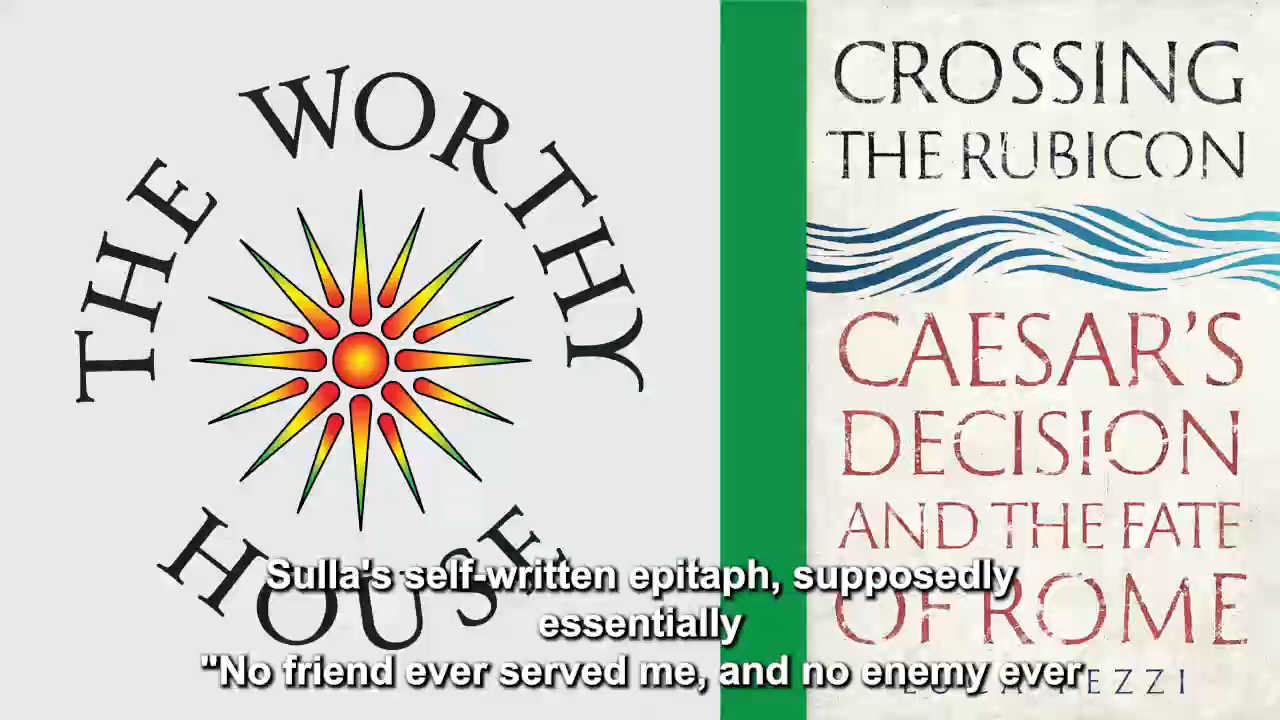 THE WORTHY
HOUSE
CROSSING
THE RUBICON
CAESAR'S
DECISION
AND THE FATE
OF ROME
Sulla's self-written epitaph, supposedly
essentially
"No friend ever served me, and no enemy ever